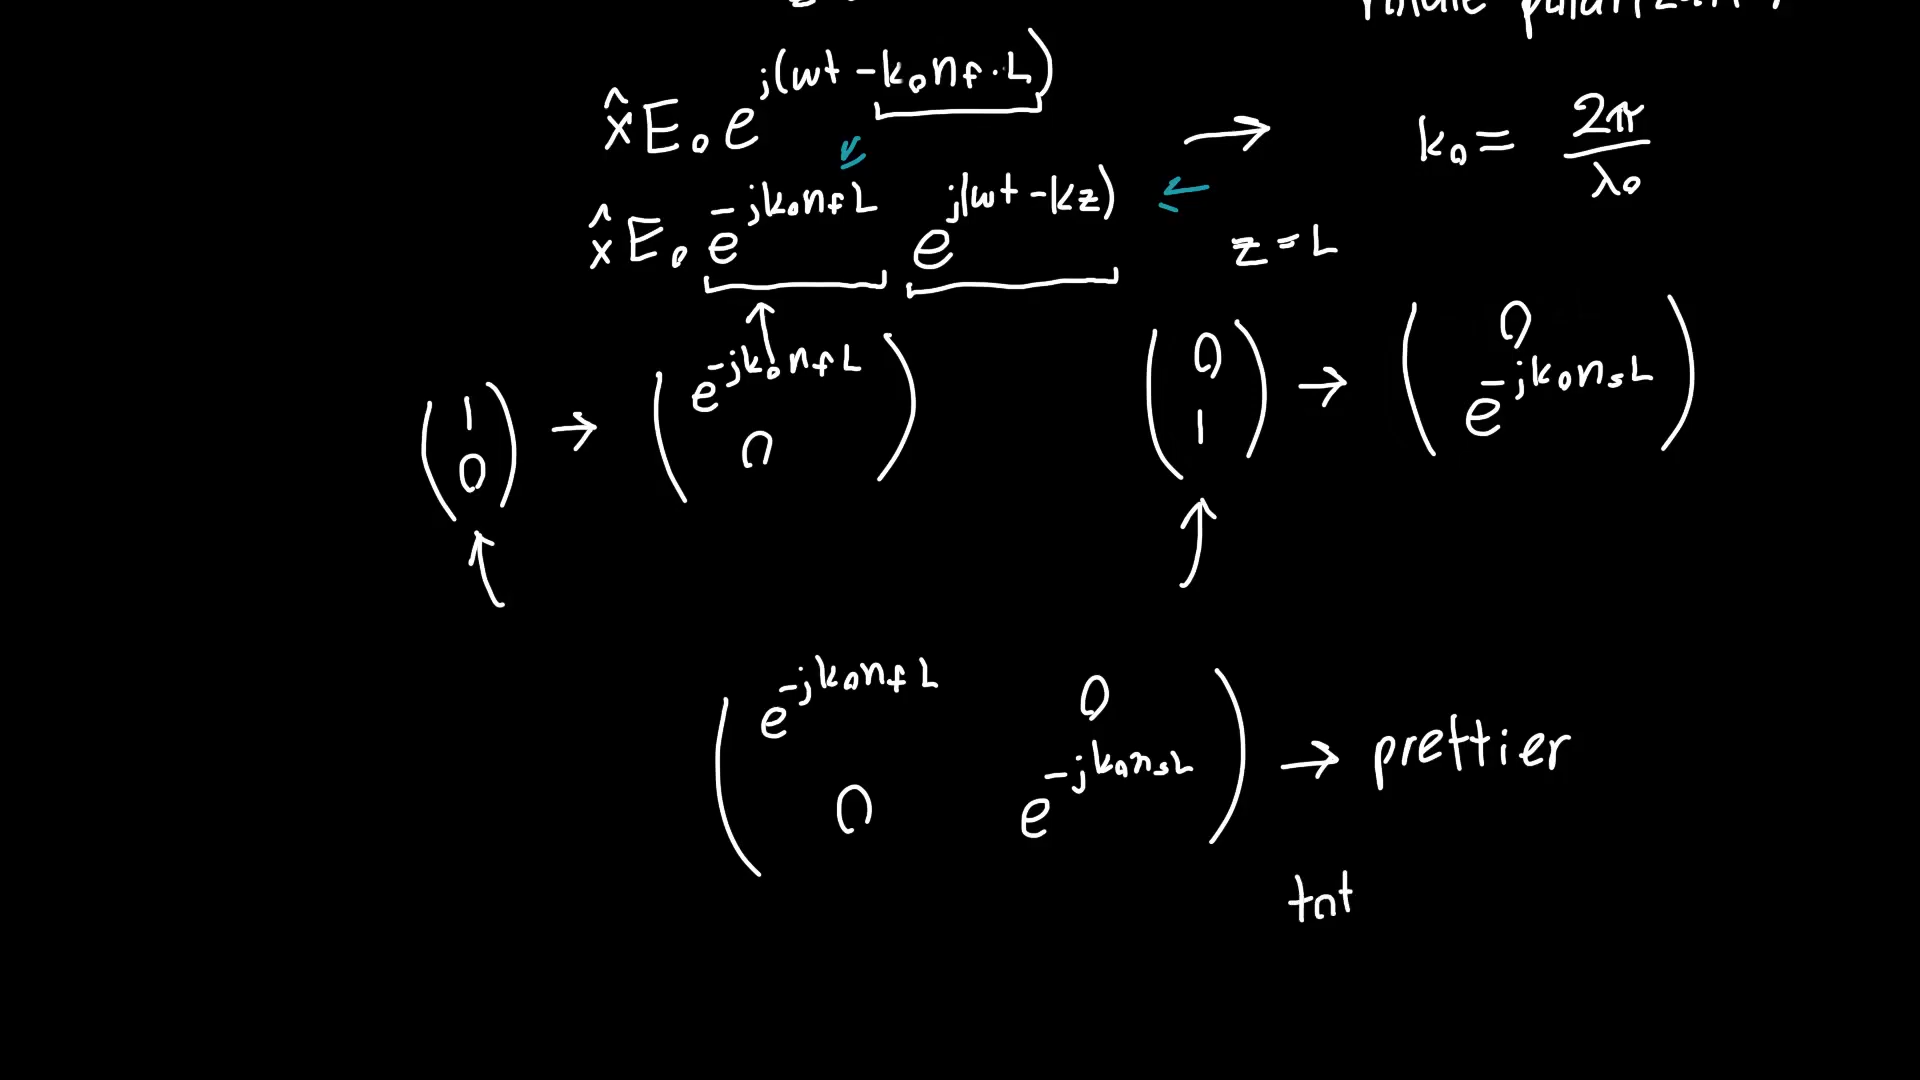 x̂E₀e^{j(ωt - k₀n_f · L)} → k₀ = 2π/λ₀
x̂E₀ e^{-jk₀n_fL} e^{j(ωt - kz)} ← z = L
(1 0) → (e^{-jk₀n_fL} 0) (0 1) → (0 e^{-jk₀n_sL})
(e^{-jk₀n_fL} 0
0 e^{-jk₀n_sL}) → prettier
tot